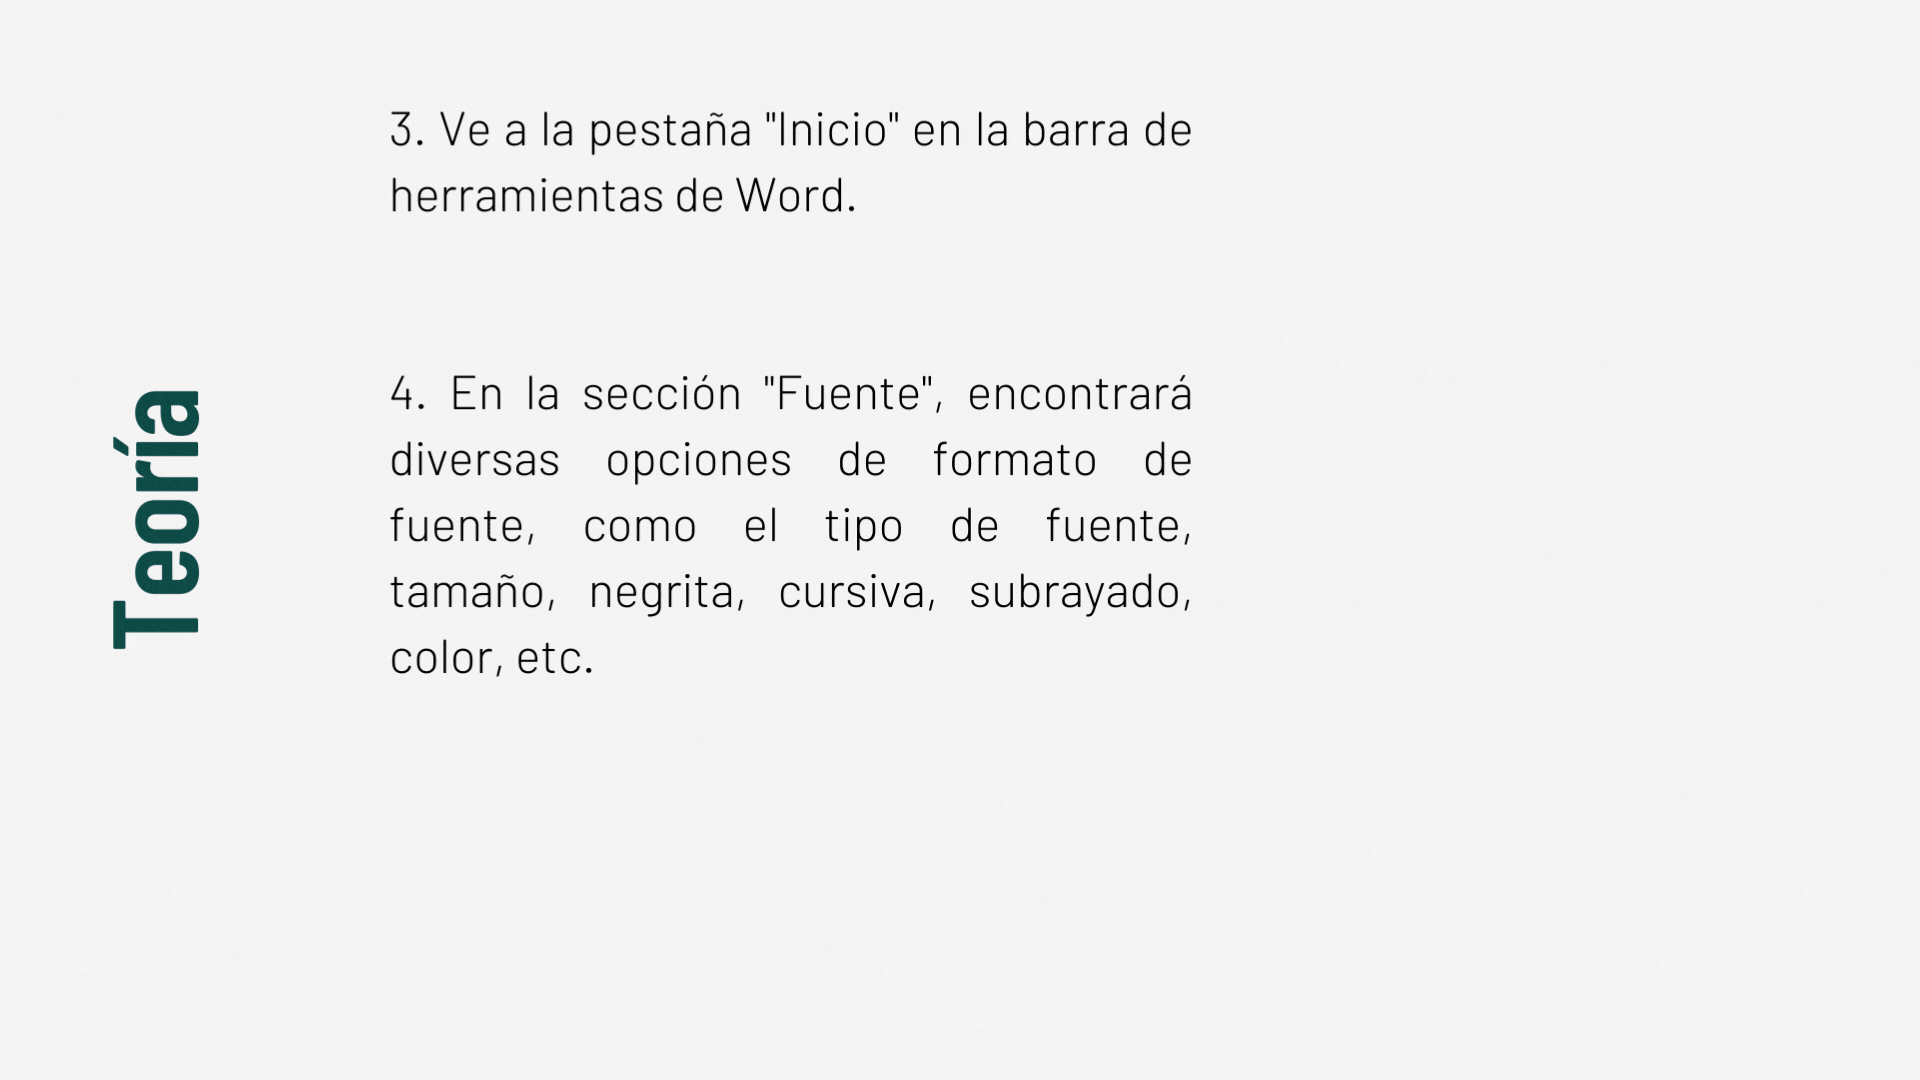 Teoría
3. Ve a la pestaña "Inicio" en la barra de
herramientas de Word.
4. En la sección "Fuente", encontrará
diversas opciones de formato de
fuente, como el tipo de fuente,
tamaño, negrita, cursiva, subrayado,
color, etc.